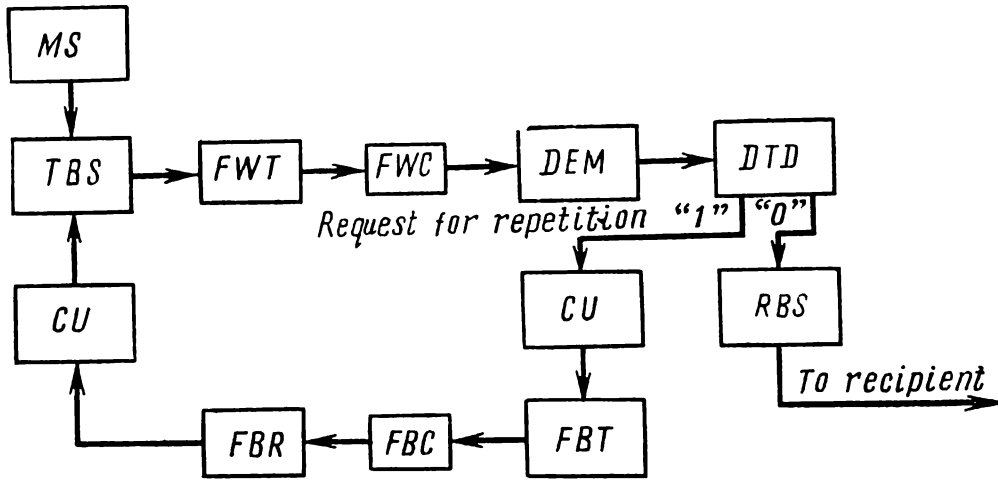 MS
TBS
FWT
FWC
DEM
DTD
Request for repetition "1" "0"
CU
CU
RBS
To recipient
FBR
FBC
FBT